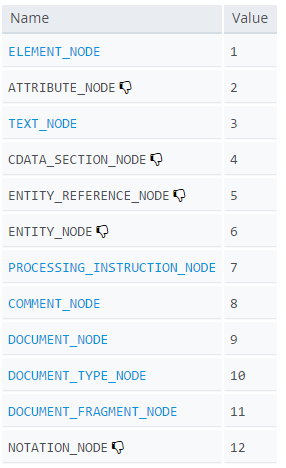 Name Value
ELEMENT_NODE 1
ATTRIBUTE_NODE 2
TEXT_NODE 3
CDATA_SECTION_NODE 4
ENTITY_REFERENCE_NODE 5
ENTITY_NODE 6
PROCESSING_INSTRUCTION_NODE 7
COMMENT_NODE 8
DOCUMENT_NODE 9
DOCUMENT_TYPE_NODE 10
DOCUMENT_FRAGMENT_NODE 11
NOTATION_NODE 12